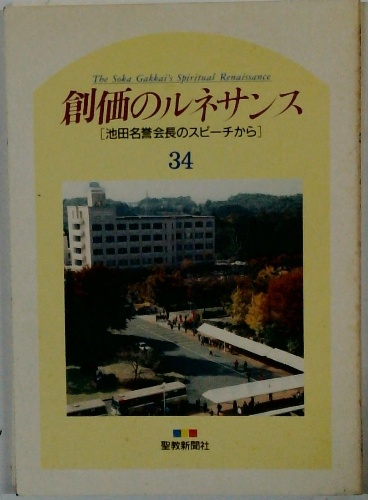 The Soka Gakkai's Spiritual Renaissance
創価のルネサンス
[池田名誉会長のスピーチから]
34
聖教新聞社